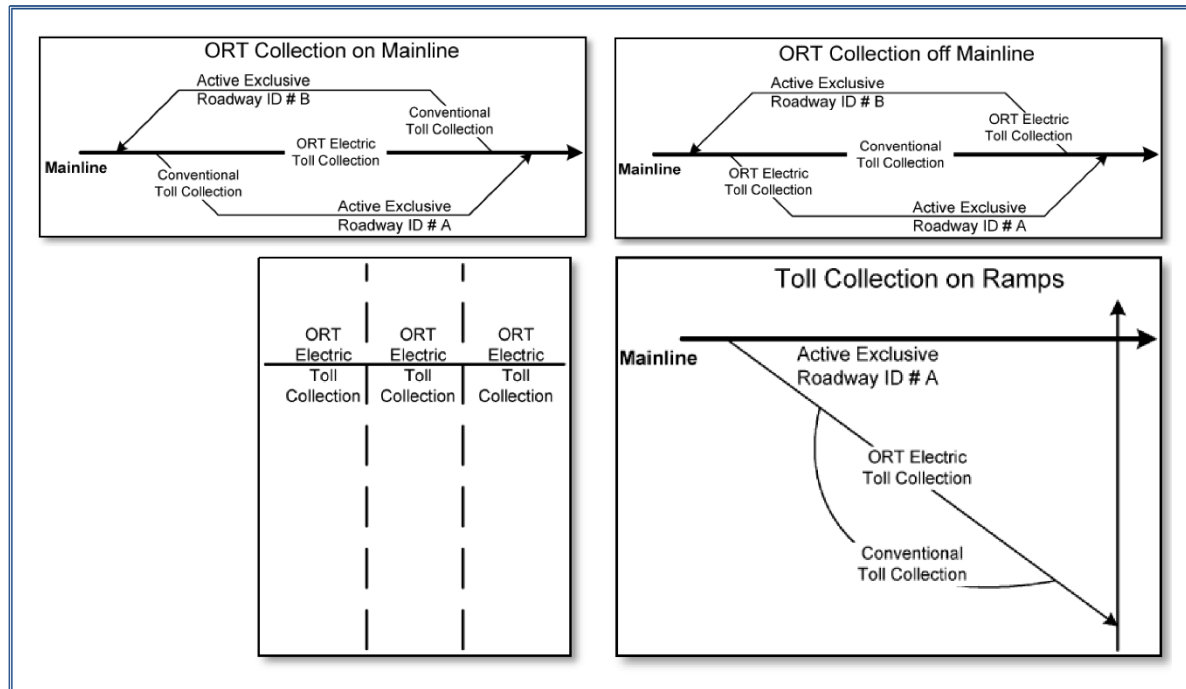 ORT Collection on Mainline
Active Exclusive
Roadway ID # B
Conventional
Toll Collection
ORT Electric
Toll Collection
Mainline
Conventional
Toll Collection
Active Exclusive
Roadway ID # A
ORT Collection off Mainline
Active Exclusive
Roadway ID # B
ORT Electric
Toll Collection
Conventional
Toll Collection
Mainline
ORT Electric
Toll Collection
Active Exclusive
Roadway ID # A
ORT ORT ORT
Electric Electric Electric
Toll Toll Toll
Collection Collection Collection
Toll Collection on Ramps
Mainline
Active Exclusive
Roadway ID # A
ORT Electric
Toll Collection
Conventional
Toll Collection